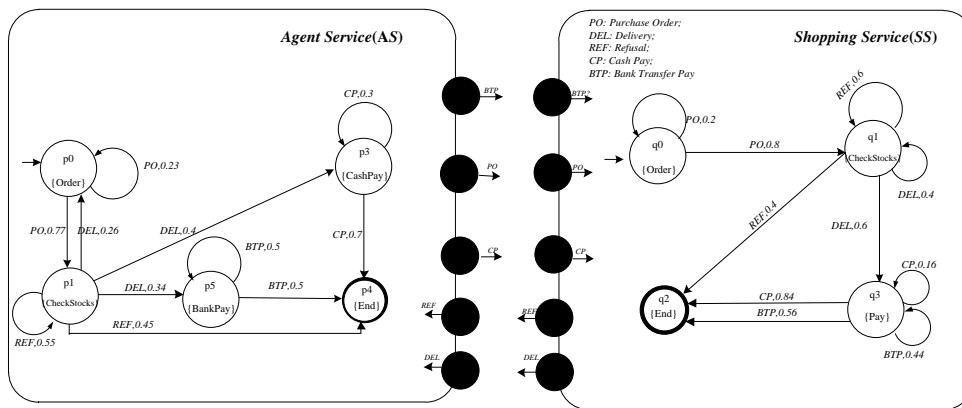 Agent Service(AS)
CP,0.3
p3
{CashPay}
p0
{Order}
PO,0.23
PO,0.77
DEL,0.26
DEL,0.4
CP,0.7
BTP,0.5
p1
CheckStocks
DEL,0.34
p5
{BankPay}
BTP,0.5
p4
{End}
REF,0.45
REF,0.55
BTP
PO
CP
REF
DEL
BTP?
PO
CP
REF
DEL
PO: Purchase Order;
DEL: Delivery;
REF: Refusal;
CP: Cash Pay;
BTP: Bank Transfer Pay
Shopping Service(SS)
REF,0.6
PO,0.2
q0
{Order}
PO,0.8
q1
CheckStocks
DEL,0.4
REF,0.4
DEL,0.6
CP,0.16
q2
{End}
CP,0.84
BTP,0.56
q3
{Pay}
BTP,0.44